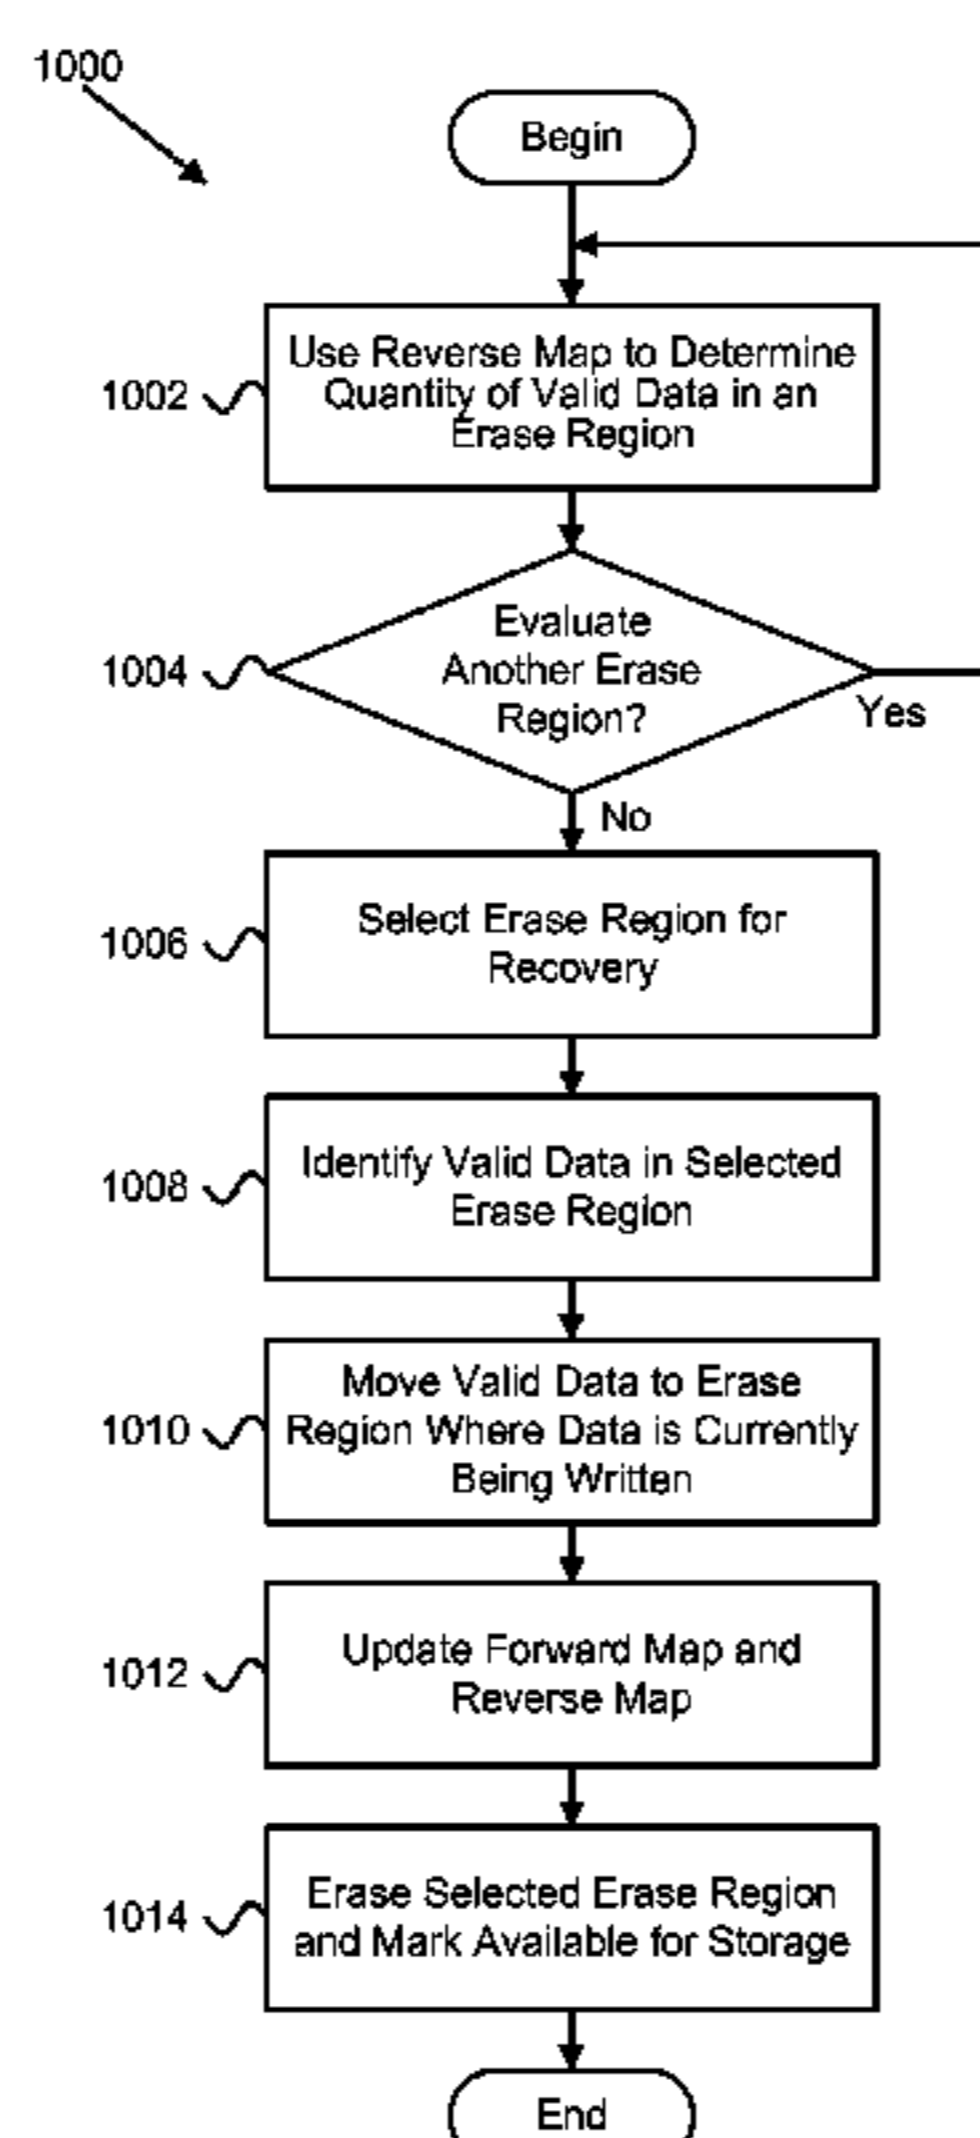 1000
Begin
1002
Use Reverse Map to Determine
Quantity of Valid Data in an
Erase Region
1004
Evaluate
Another Erase
Region?
Yes
No
1006
Select Erase Region for
Recovery
1008
Identify Valid Data in Selected
Erase Region
1010
Move Valid Data to Erase
Region Where Data is Currently
Being Written
1012
Update Forward Map and
Reverse Map
1014
Erase Selected Erase Region
and Mark Available for Storage
End